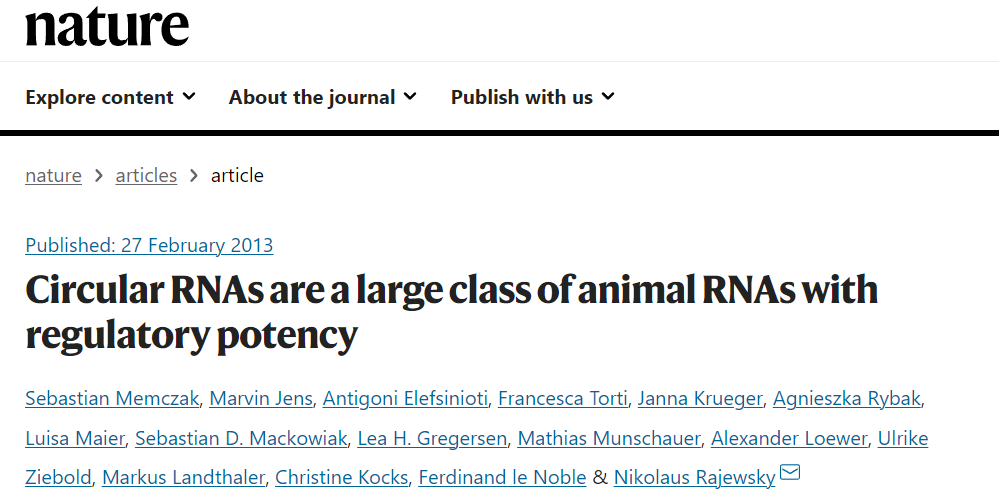 nature
Explore content About the journal Publish with us
nature > articles > article
Published: 27 February 2013
Circular RNAs are a large class of animal RNAs with
regulatory potency
Sebastian Memczak, Marvin Jens, Antigoni Elefsinioti, Francesca Torti, Janna Krueger, Agnieszka Rybak,
Luisa Maier, Sebastian D. Mackowiak, Lea H. Gregersen, Mathias Munschauer, Alexander Loewer, Ulrike
Ziebold, Markus Landthaler, Christine Kocks, Ferdinand le Noble & Nikolaus Rajewsky